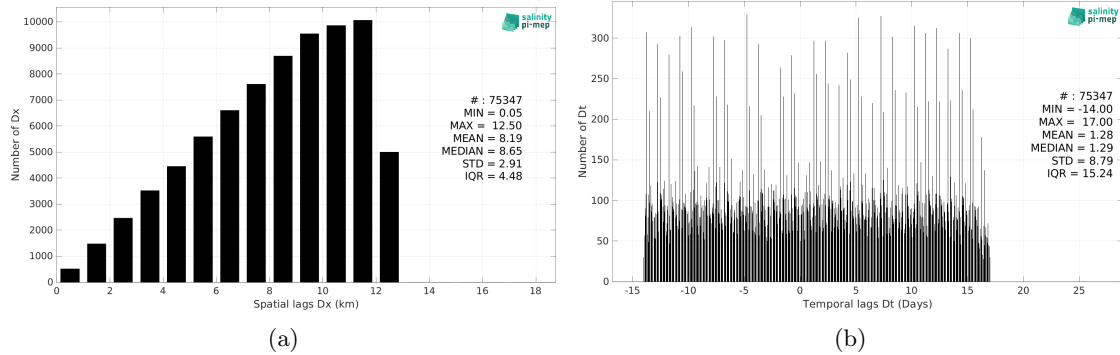 salinity
pi-mep
10000
9000
8000
7000
6000
5000
4000
3000
2000
1000
0
Number of Dx
# : 75347
MIN = 0.05
MAX = 12.50
MEAN = 8.19
MEDIAN = 8.65
STD = 2.91
IQR = 4.48
0 2 4 6 8 10 12 14 16 18
Spatial lags Dx (km)
(a)
salinity
pi-mep
300
250
200
150
100
50
0
Number of Dt
# : 75347
MIN = -14.00
MAX = 17.00
MEAN = 1.28
MEDIAN = 1.29
STD = 8.79
IQR = 15.24
-15 -10 -5 0 5 10 15 20 25
Temporal lags Dt (Days)
(b)